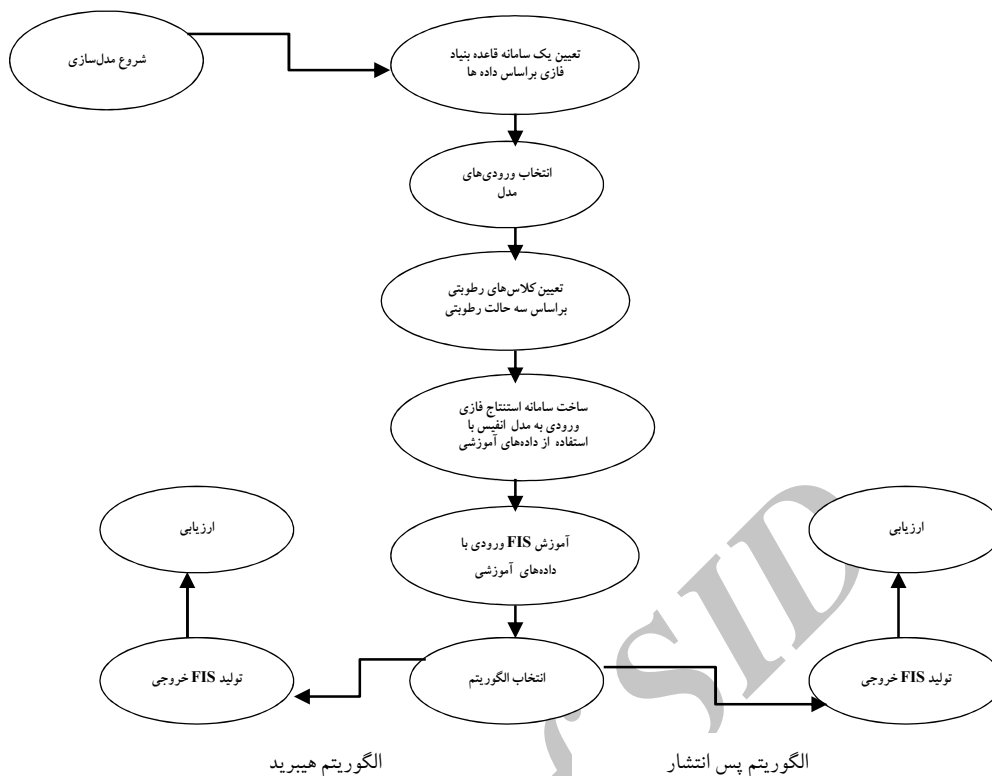 شروع مدل‌سازی
تعیین یک سامانه قاعده بنیاد
فازی براساس داده ها
انتخاب ورودی‌های
مدل
تعیین کلاس‌های رطوبتی
براساس سه حالت رطوبتی
ساخت سامانه استنتاج فازی
ورودی به مدل انفیس با
استفاده از داده‌های آموزشی
آموزش FIS ورودی با
داده‌های آموزشی
انتخاب الگوریتم
ارزیابی
تولید FIS خروجی
ارزیابی
تولید FIS خروجی
الگوریتم پس انتشار
الگوریتم هیبرید
SID